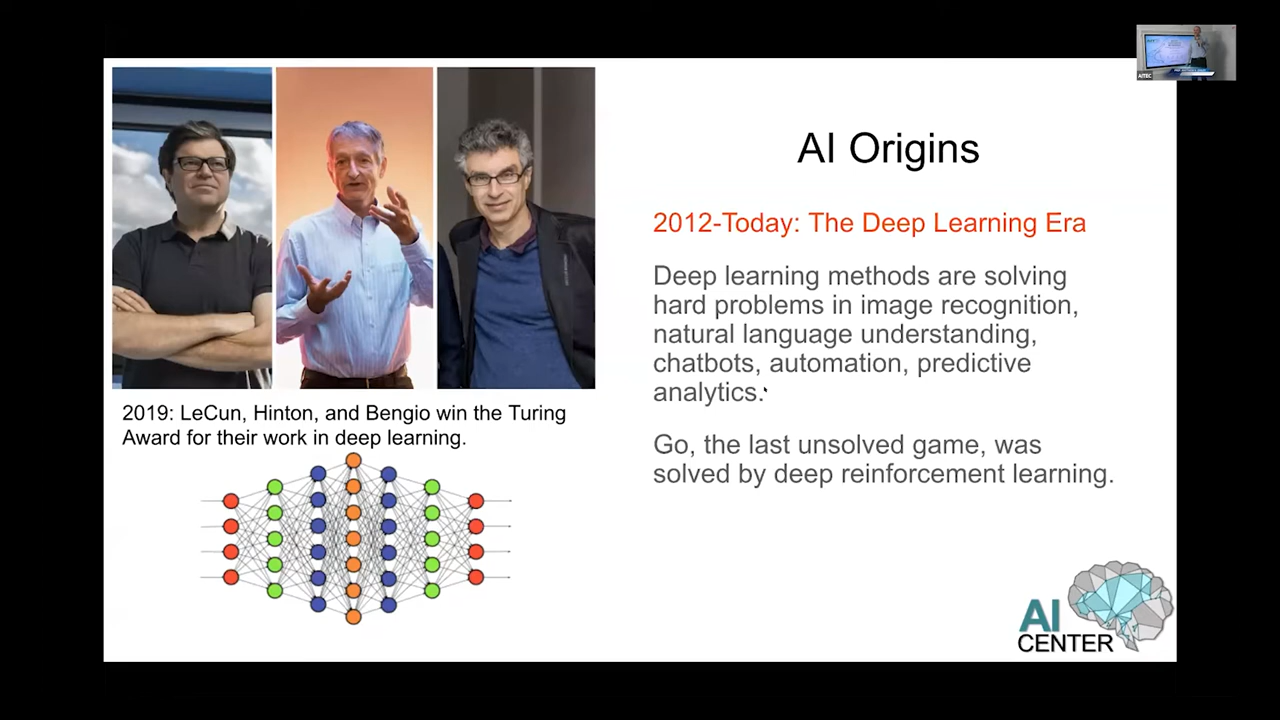 AI Origins
2012-Today: The Deep Learning Era
Deep learning methods are solving
hard problems in image recognition,
natural language understanding,
chatbots, automation, predictive
analytics.
Go, the last unsolved game, was
solved by deep reinforcement learning.
2019: LeCun, Hinton, and Bengio win the Turing
Award for their work in deep learning.
AI
CENTER
AITEC